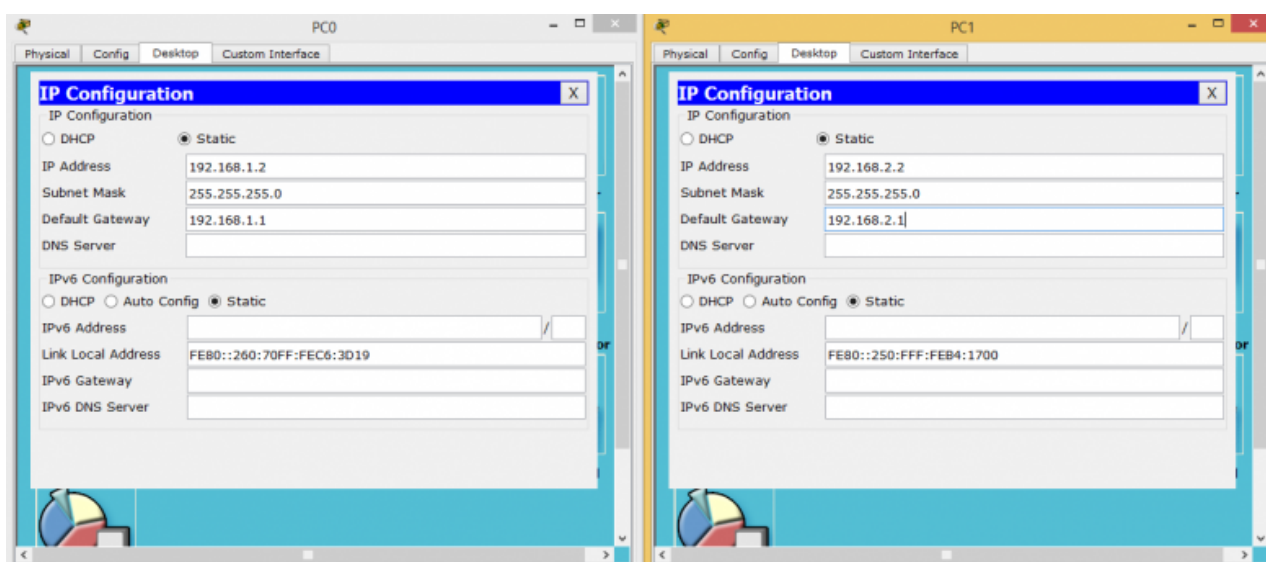 PC0
Physical Config Desktop Custom Interface
IP Configuration X
IP Configuration
DHCP Static
IP Address 192.168.1.2
Subnet Mask 255.255.255.0
Default Gateway 192.168.1.1
DNS Server
IPv6 Configuration
DHCP Auto Config Static
IPv6 Address /
Link Local Address FE80::260:70FF:FEC6:3D19
IPv6 Gateway
IPv6 DNS Server
or
PC1
Physical Config Desktop Custom Interface
IP Configuration X
IP Configuration
DHCP Static
IP Address 192.168.2.2
Subnet Mask 255.255.255.0
Default Gateway 192.168.2.1
DNS Server
IPv6 Configuration
DHCP Auto Config Static
IPv6 Address /
Link Local Address FE80::250:FFF:FEB4:1700
IPv6 Gateway
IPv6 DNS Server
or